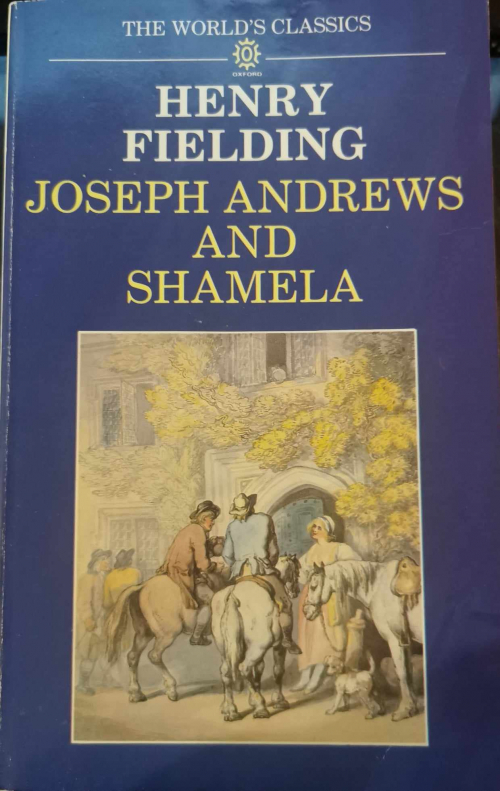 THE WORLD'S CLASSICS
OXFORD
HENRY
FIELDING
JOSEPH ANDREWS
AND
SHAMELA